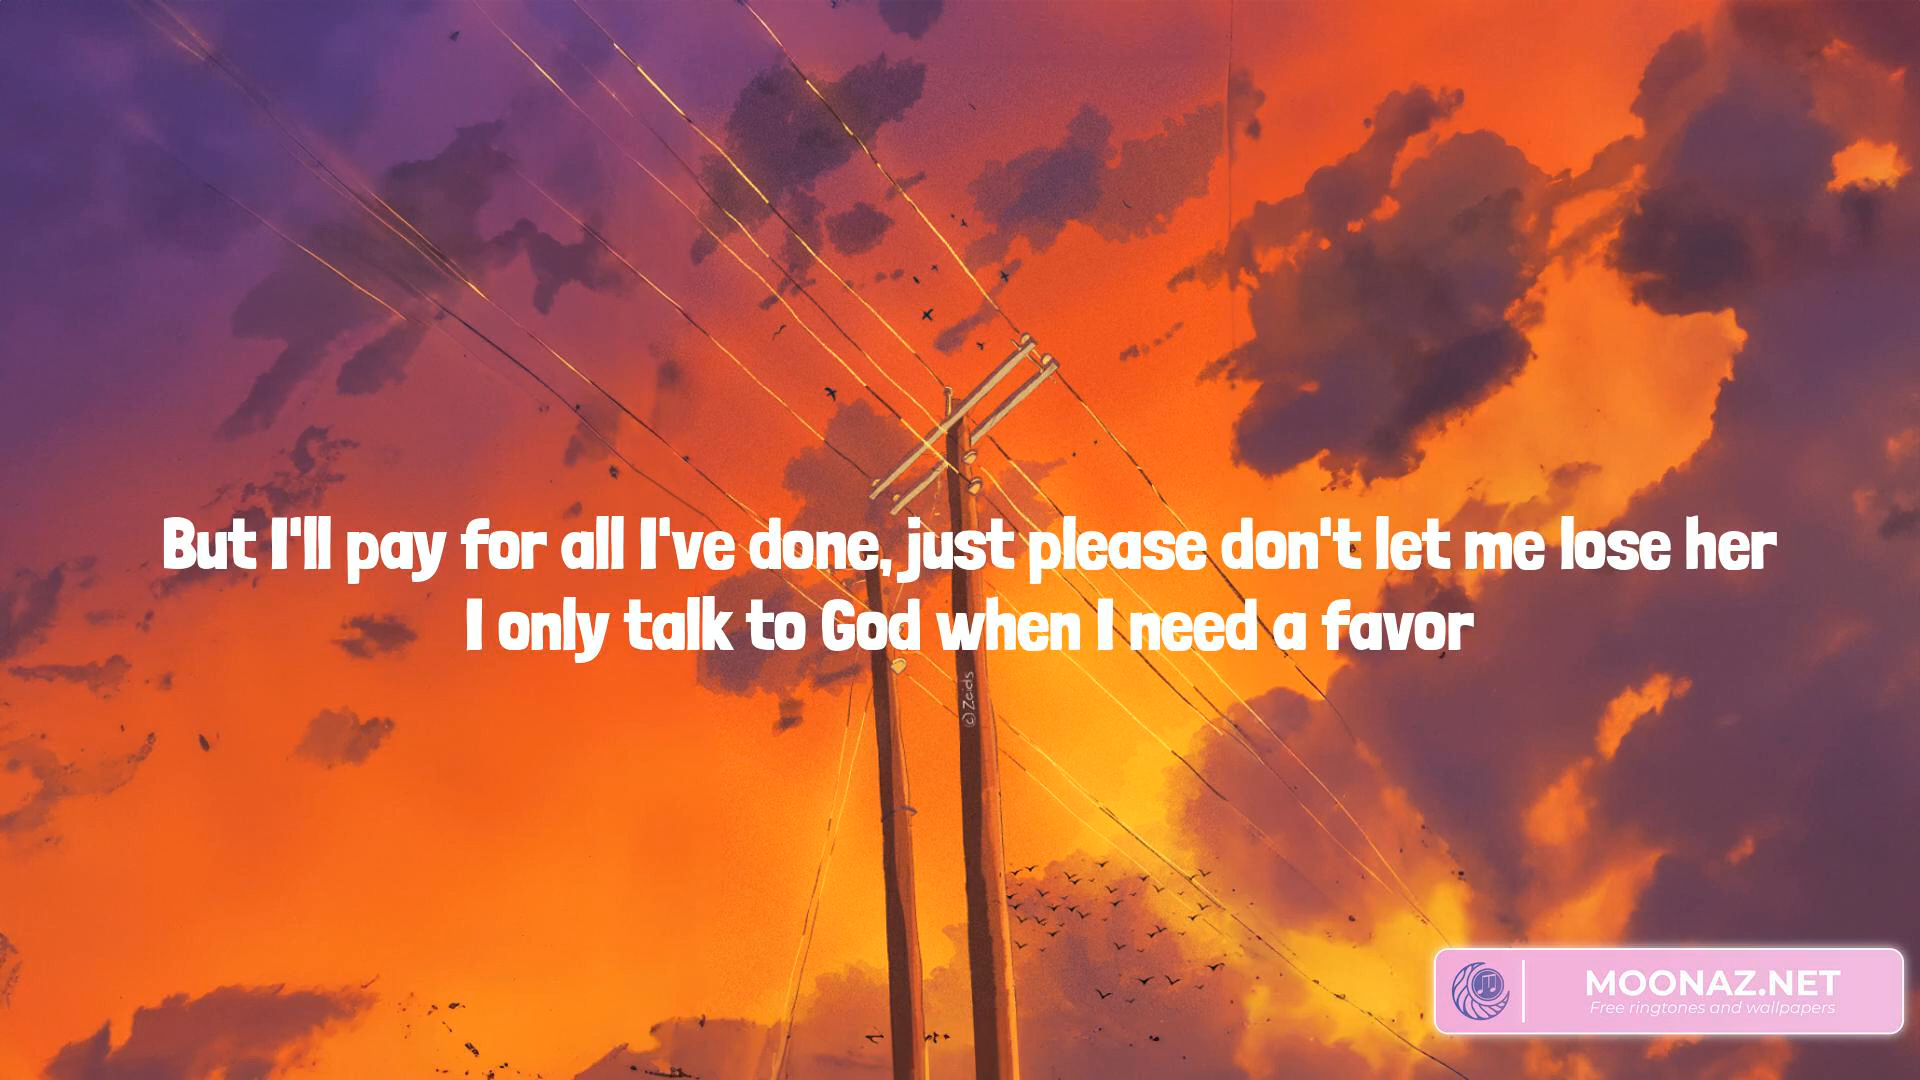 But I'll pay for all I've done, just please don't let me lose her
I only talk to God when I need a favor
(c) Zaids
MOONAZ.NET
Free ringtones and wallpapers